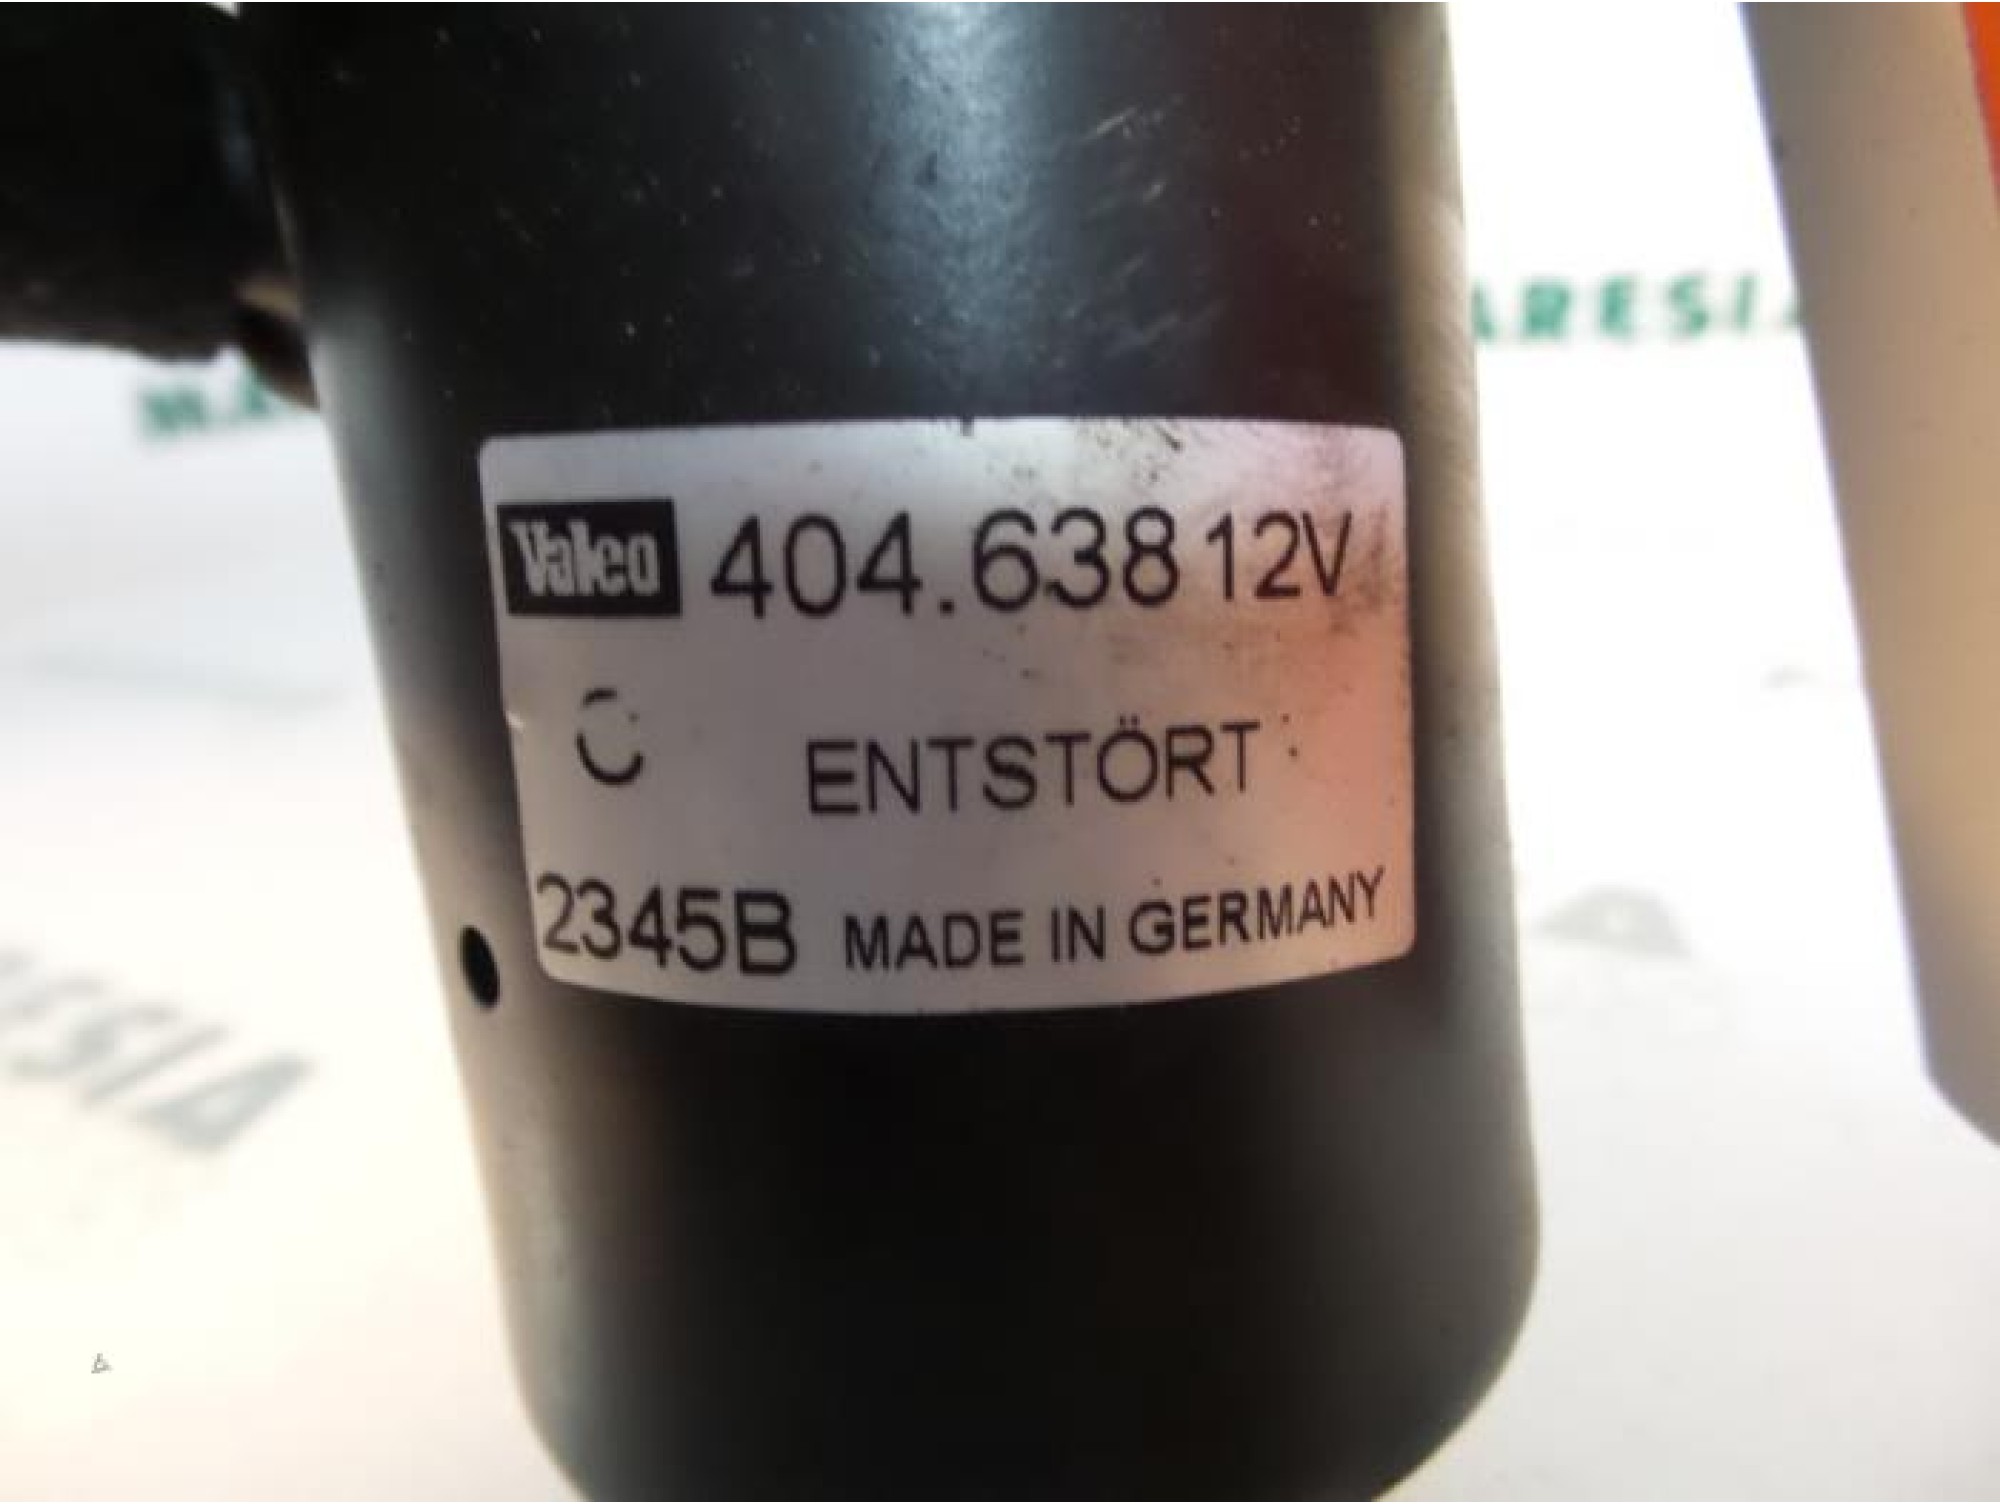 Valeo 404.638 12V
ENTSTÖRT
2345B MADE IN GERMANY